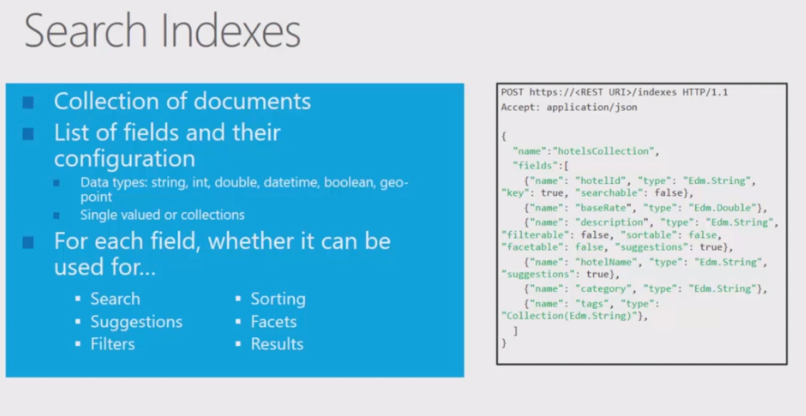 Search Indexes
Collection of documents
List of fields and their
configuration
Data types: string, int, double, datetime, boolean, geo-
point
Single valued or collections
For each field, whether it can be
used for...
Search
Suggestions
Filters
Sorting
Facets
Results
POST https://<REST URI>/indexes HTTP/1.1
Accept: application/json
{
"name":"hotelsCollection",
"fields":[
{"name": "hotelId", "type": "Edm.String",
"key": true, "searchable": false},
{"name": "baseRate", "type": "Edm.Double"},
{"name": "description", "type": "Edm.String",
"filterable": false, "sortable": false,
"facetable": false, "suggestions": true},
{"name": "hotelName", "type": "Edm.String",
"suggestions": true},
{"name": "category", "type": "Edm.String"},
{"name": "tags", "type":
"Collection(Edm.String)"},
]
}